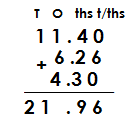 T O ths t/ths
11.40
+ 6.26
4.30
21 .96